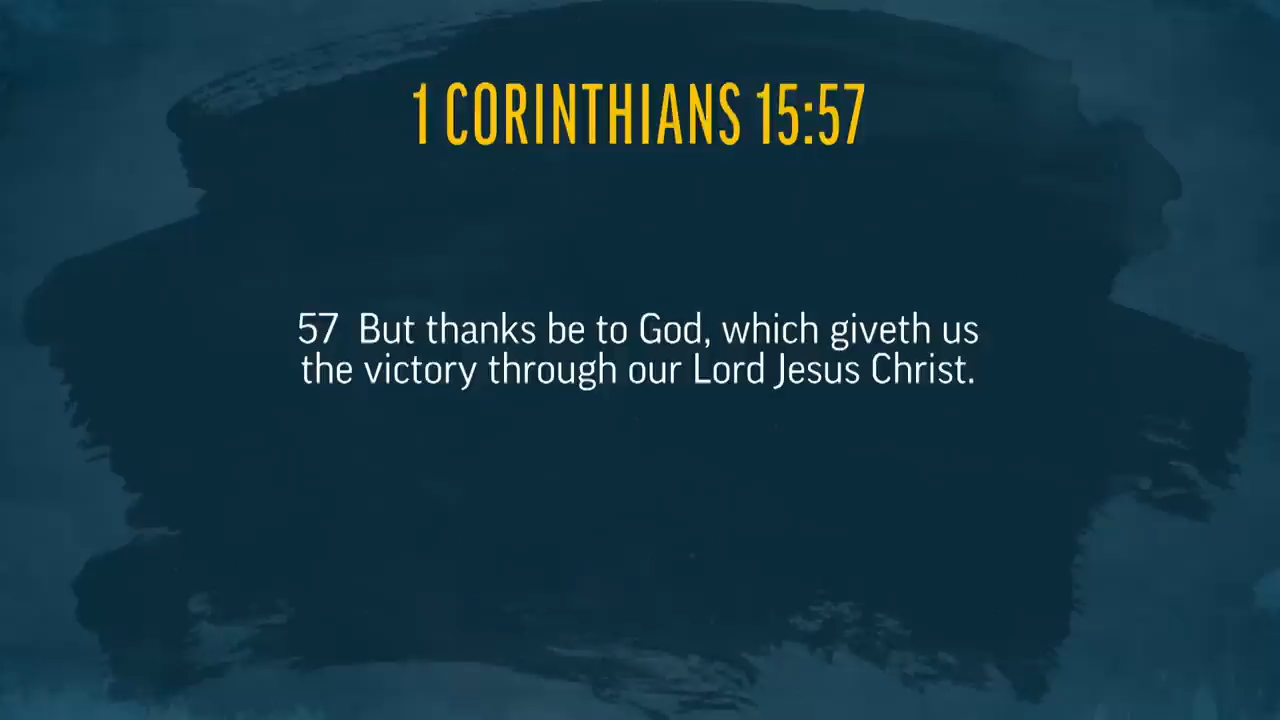 1 CORINTHIANS 15:57
57 But thanks be to God, which giveth us
the victory through our Lord Jesus Christ.